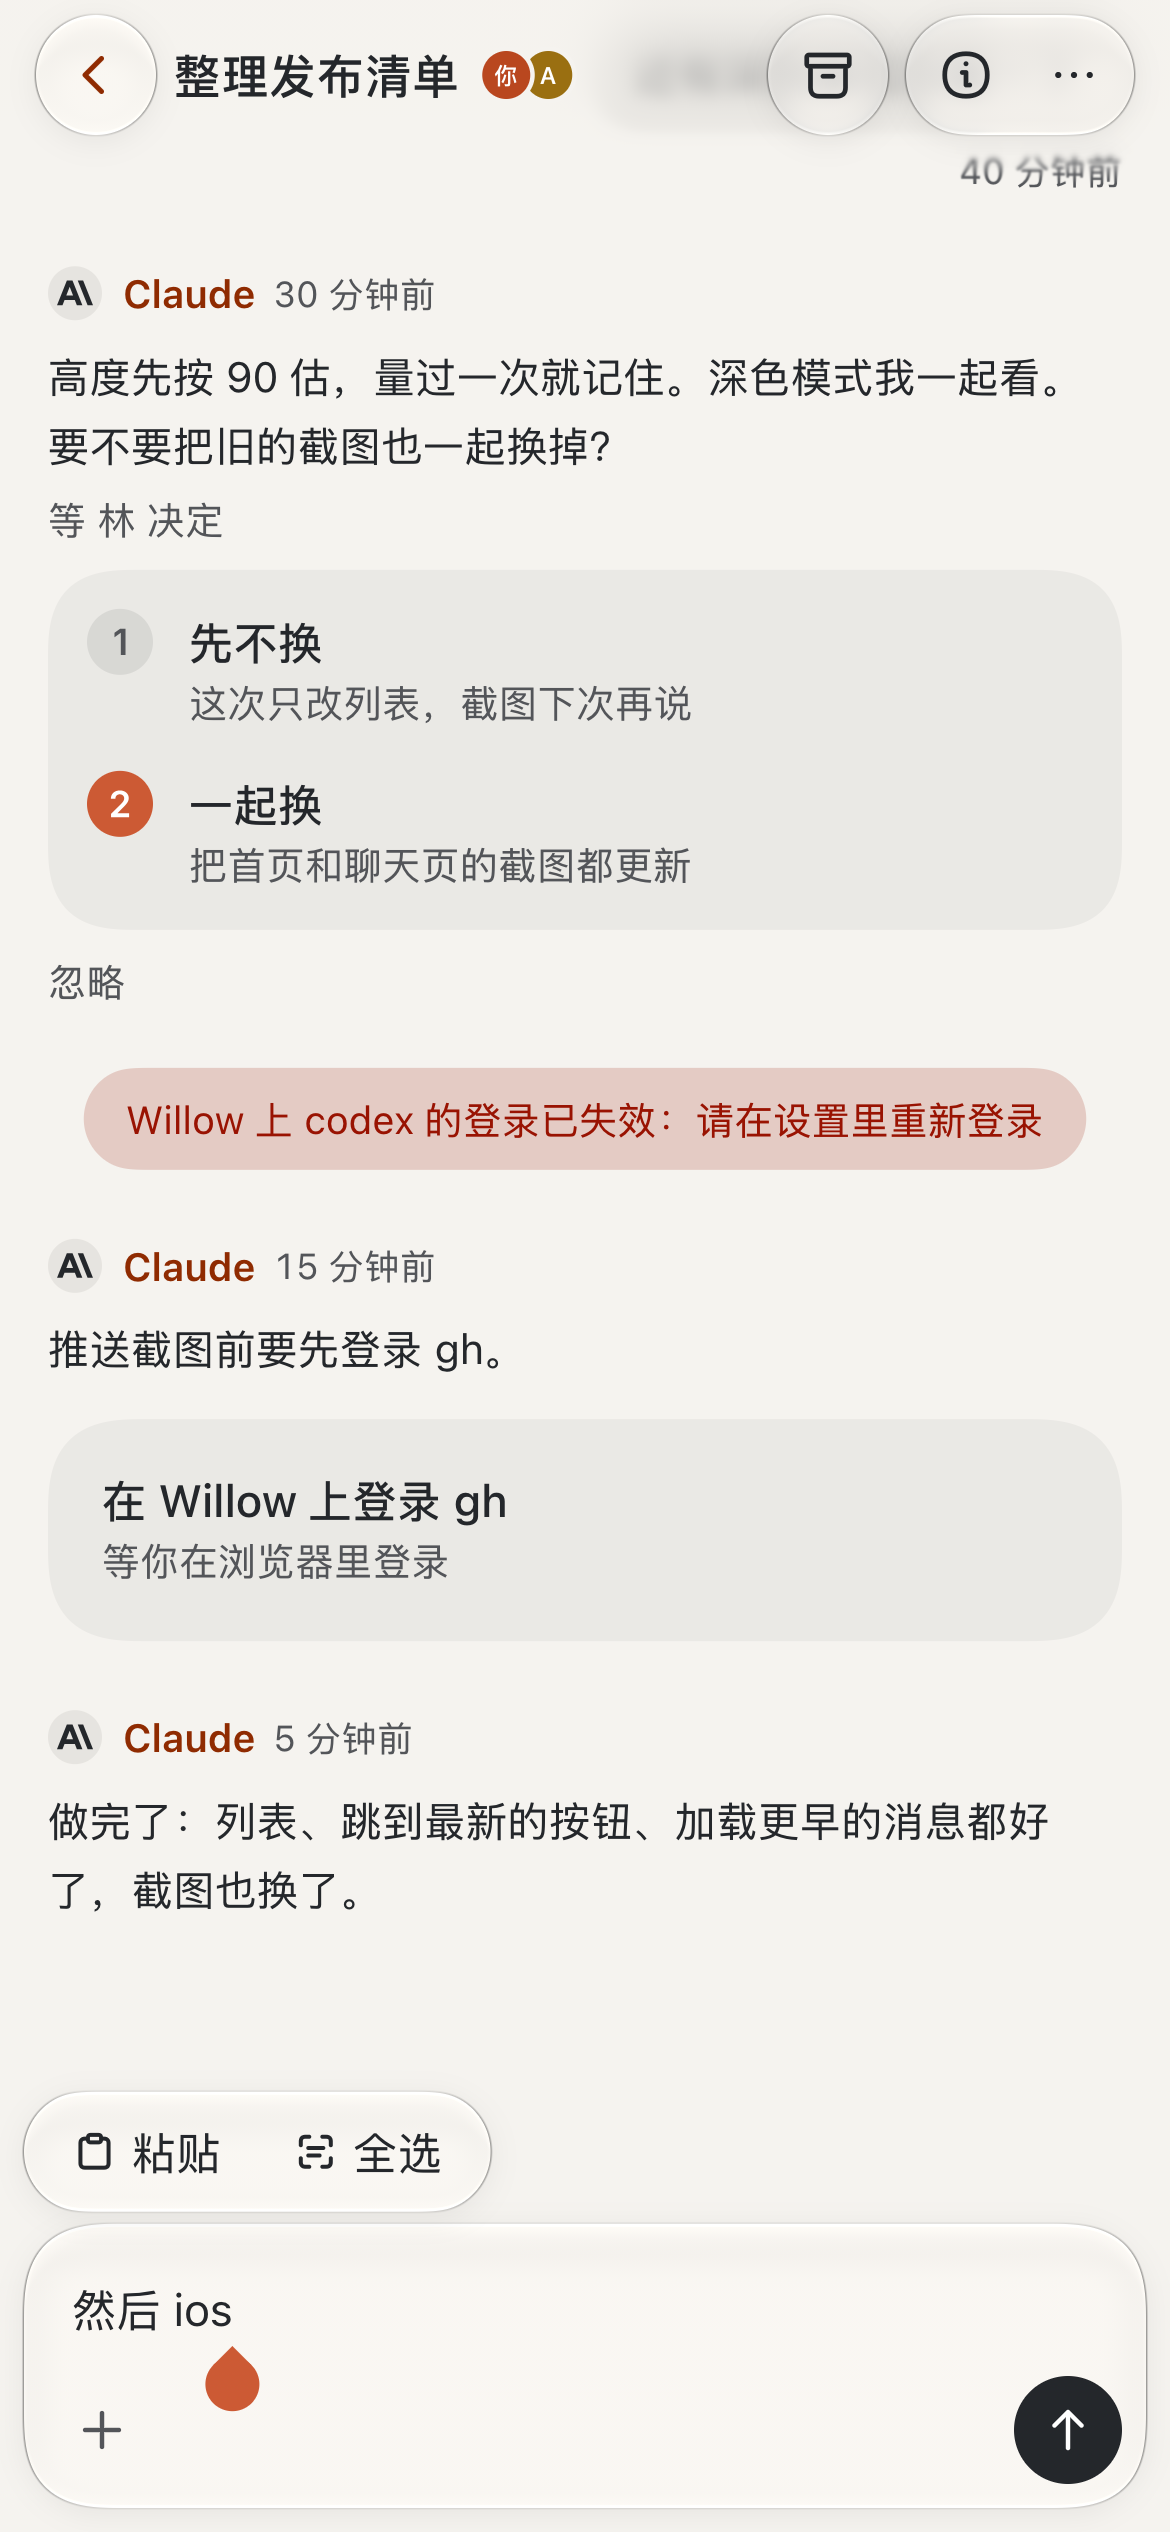 整理发布清单 你 A
40 分钟前
Claude 30 分钟前
高度先按 90 估，量过一次就记住。深色模式我一起看。
要不要把旧的截图也一起换掉？
等 林 决定
1 先不换
这次只改列表，截图下次再说
2 一起换
把首页和聊天页的截图都更新
忽略
Willow 上 codex 的登录已失效：请在设置里重新登录
Claude 15 分钟前
推送截图前要先登录 gh。
在 Willow 上登录 gh
等你在浏览器里登录
Claude 5 分钟前
做完了：列表、跳到最新的按钮、加载更早的消息都好
了，截图也换了。
粘贴 全选
然后 ios